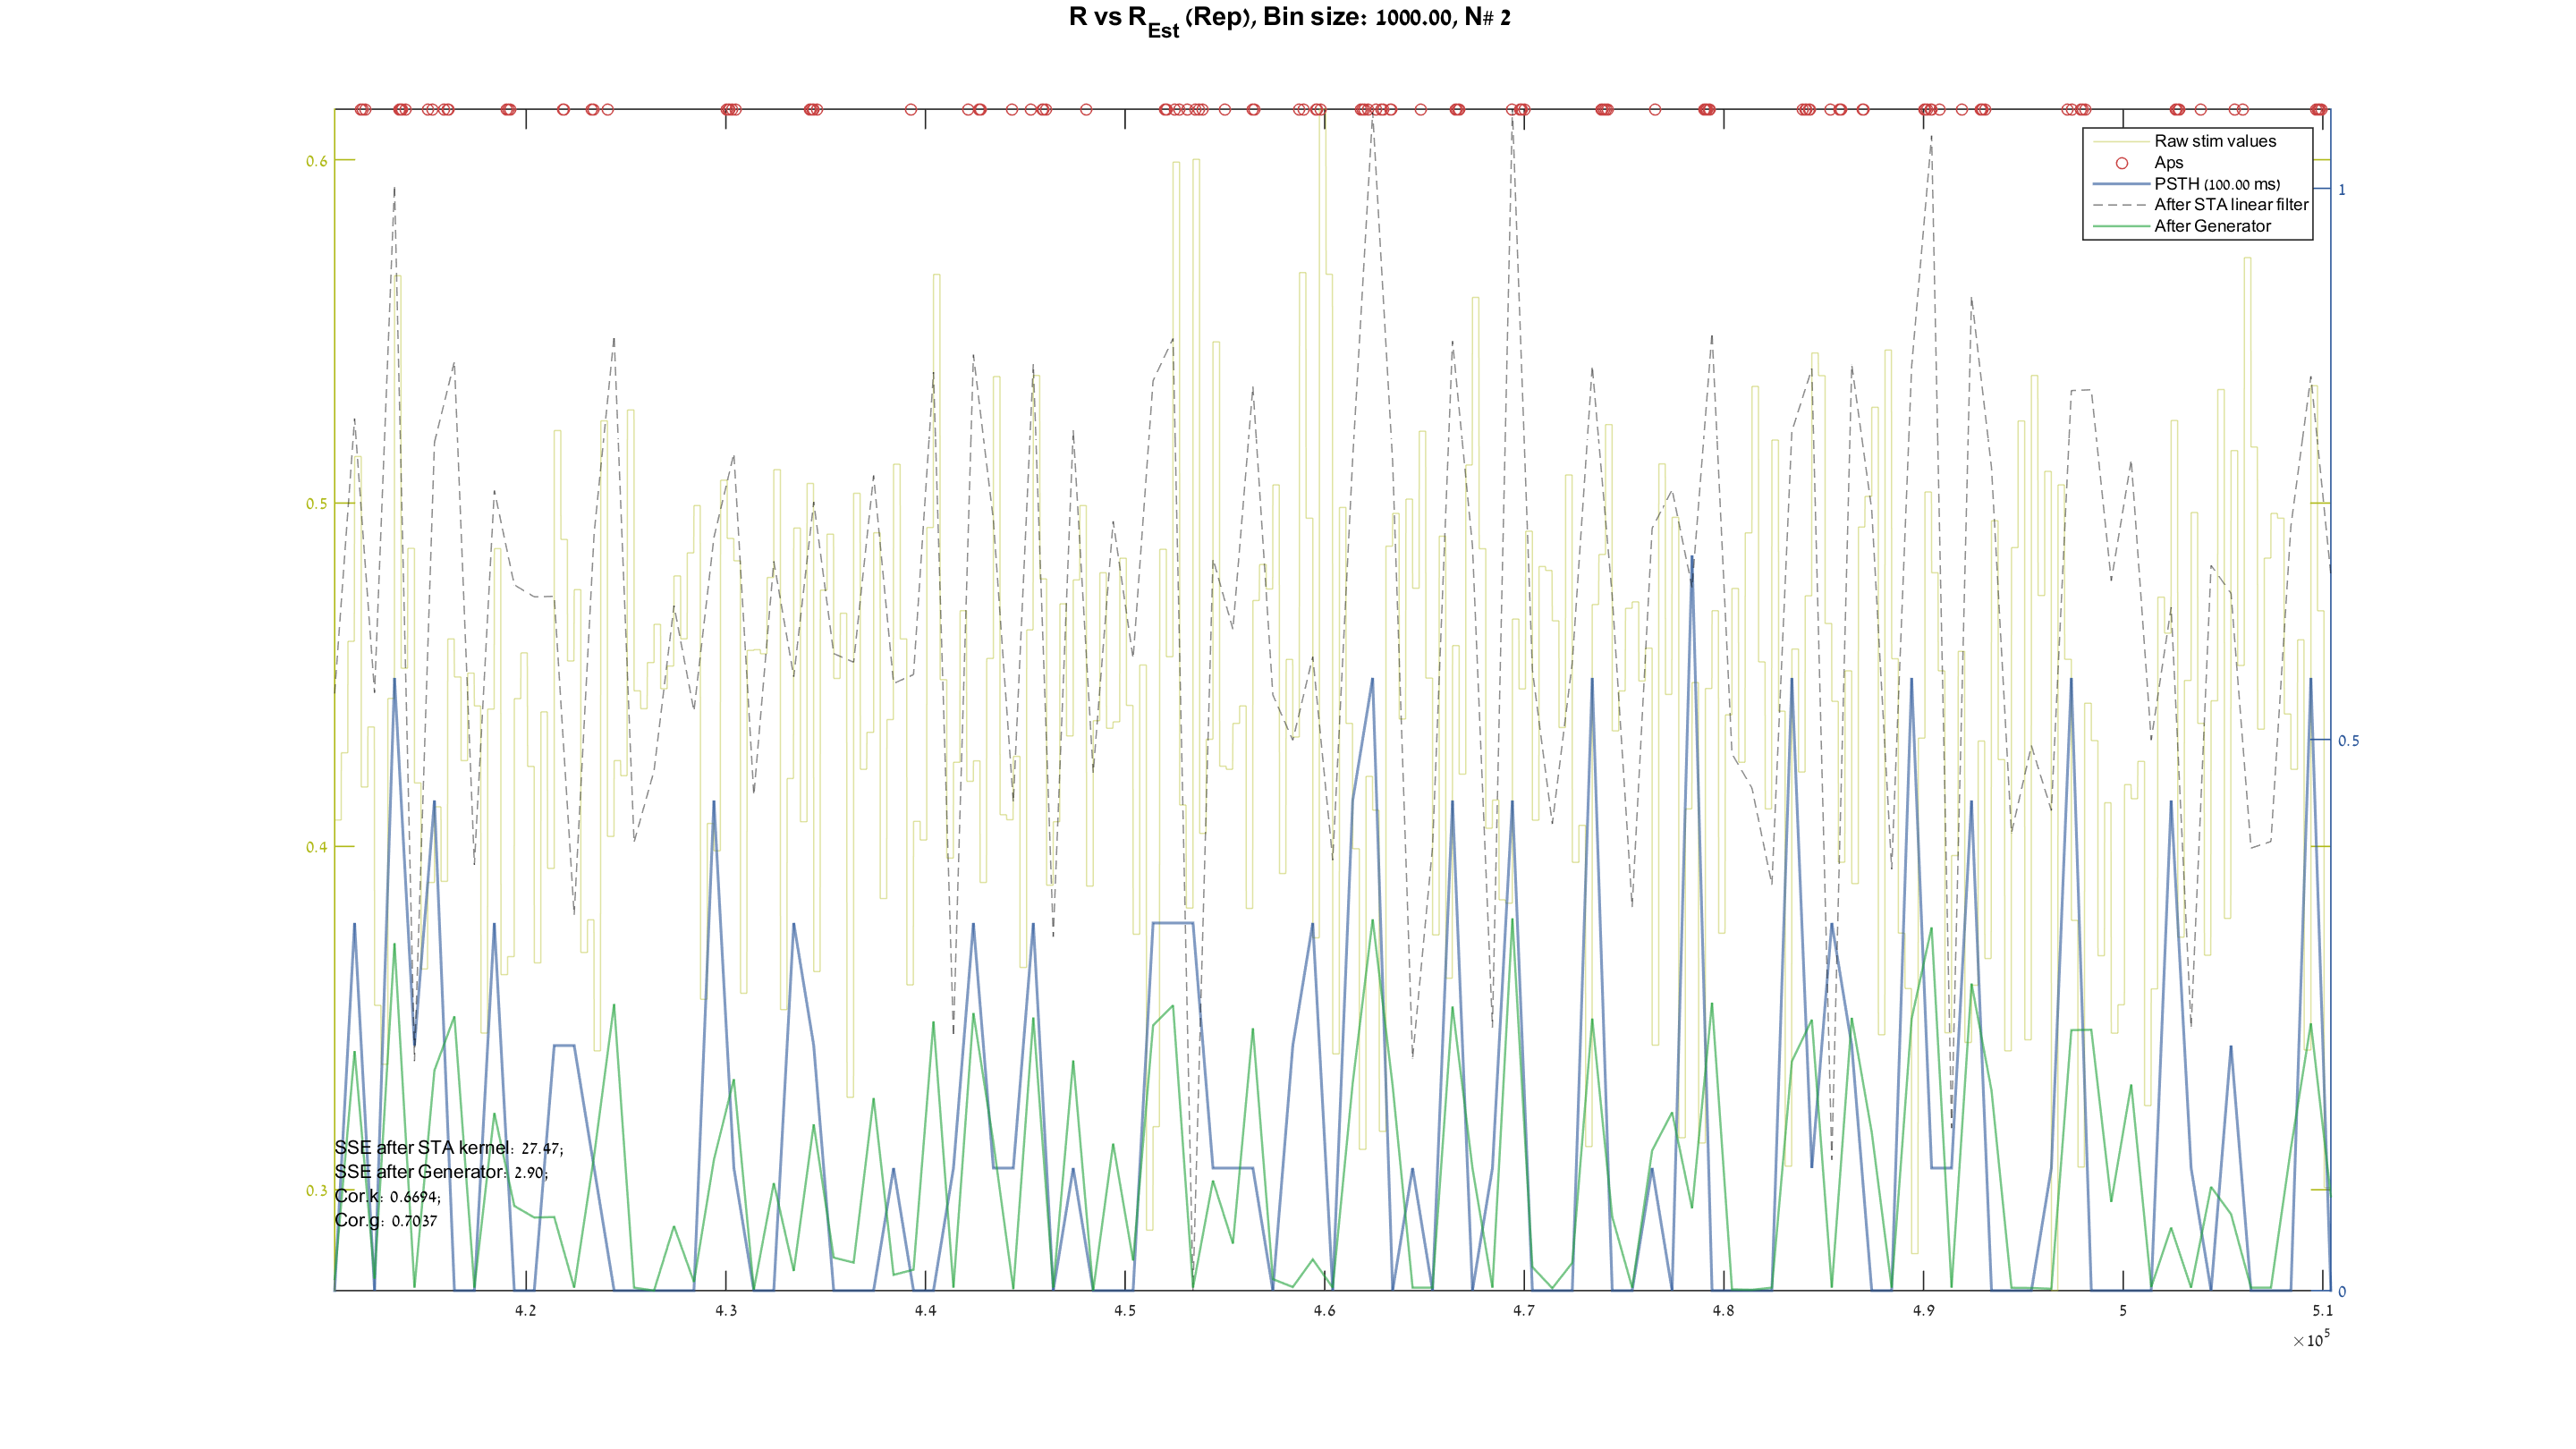 R vs R_Est (Rep), Bin size: 1000.00, N# 2
Raw stim values
Aps
PSTH (100.00 ms)
After STA linear filter
After Generator
0.6
0.5
0.4
0.3
1
0.5
0
SSE after STA kernel: 27.47;
SSE after Generator: 2.90;
Cor.k: 0.6694;
Cor.g: 0.7037
4.2 4.3 4.4 4.5 4.6 4.7 4.8 4.9 5 5.1
×10^5